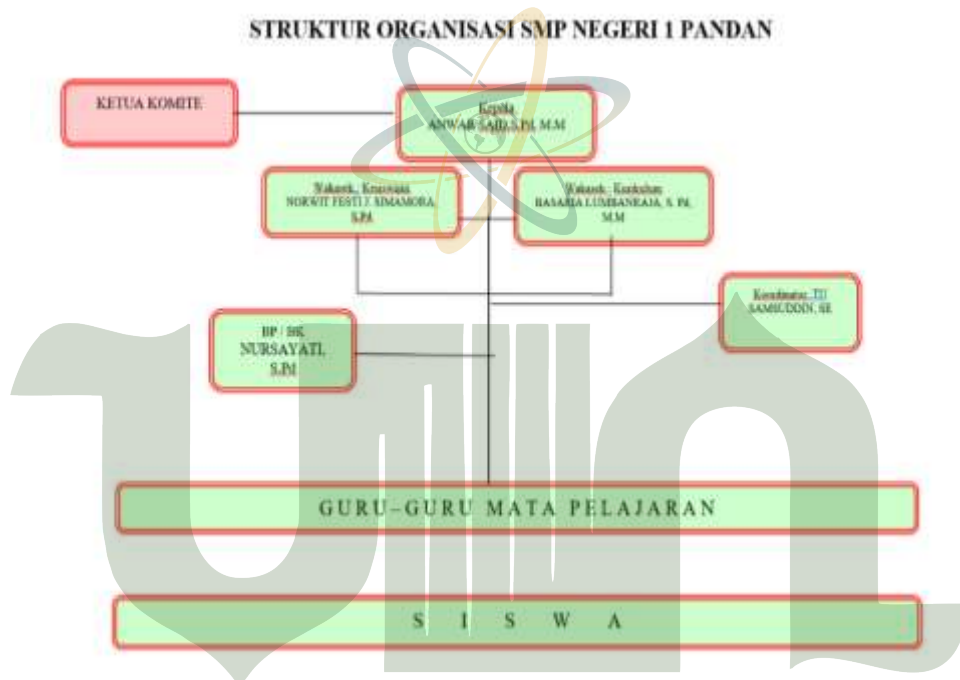 STRUKTUR ORGANISASI SMP NEGERI 1 PANDAN
KETUA KOMITE
Kepala
ANWAR SAID, S.Pd, M.M
Wakasek. Kesiswaan
NORWIT FESTI J. SIMAMORA,
S.Pd
Wakasek
BASARIA LUMBANRAJA, S. Pd,
M.M
Koordinator TU
SAMSUDDIN, SE
BP / BK
NURSAYATI,
S.Pd
GURU-GURU MATA PELAJARAN
S I S W A